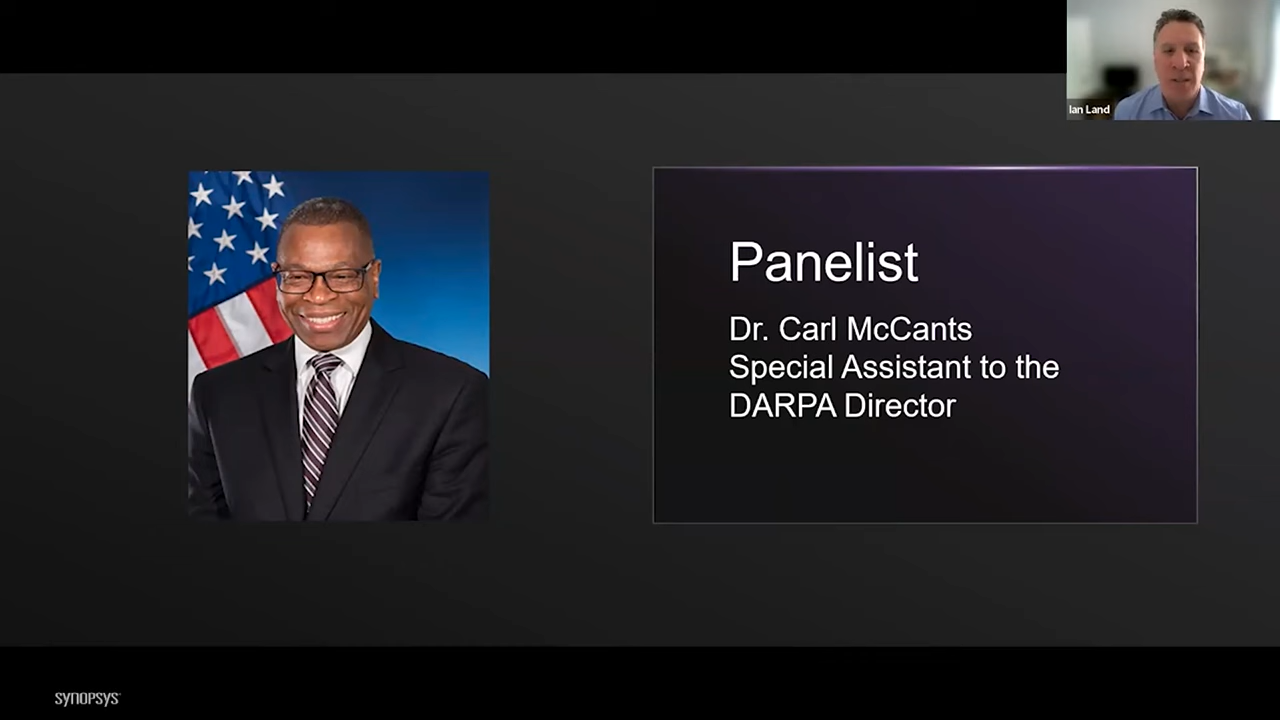 Ian Land
Panelist
Dr. Carl McCants
Special Assistant to the
DARPA Director
SYNOPSYS